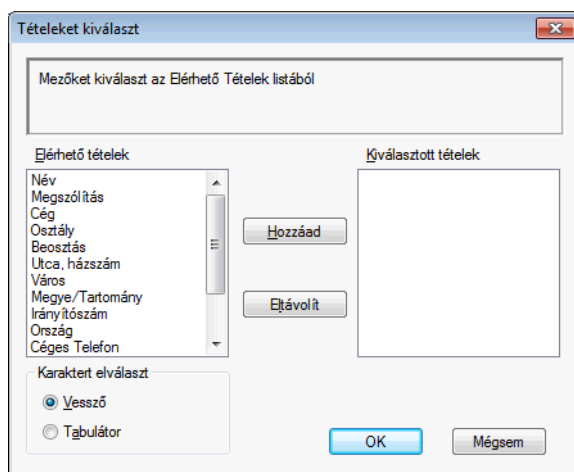 Tételeket kiválaszt
Mezőket kiválaszt az Elérhető Tételek listából
Elérhető tételek
Név
Megszólítás
Cég
Osztály
Beosztás
Utca, házszám
Város
Megye/Tartomány
Irányítószám
Ország
Céges Telefon
Hozzáad
Eltávolít
Kiválasztott tételek
Karaktert elválaszt
Vessző
Tabulátor
OK
Mégsem